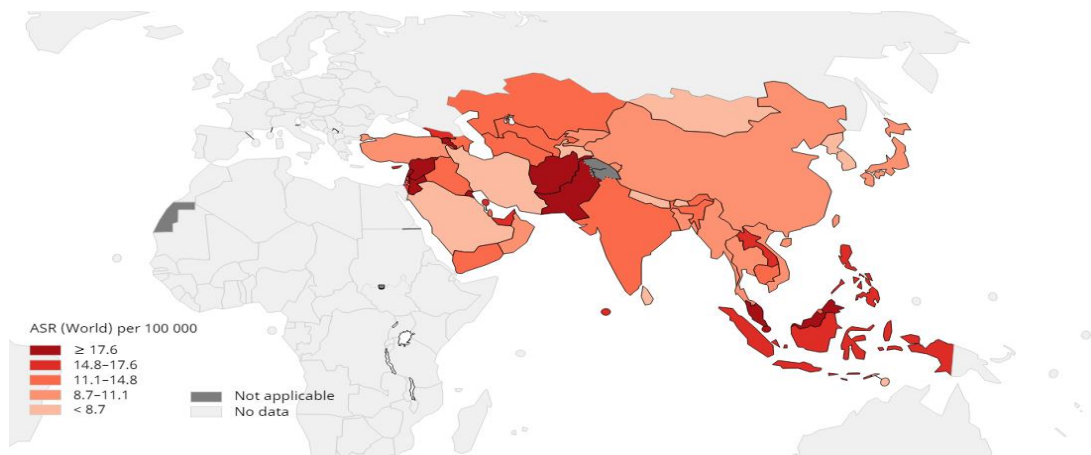 ASR (World) per 100 000
≥ 17.6
14.8–17.6
11.1–14.8
8.7–11.1
< 8.7
Not applicable
No data